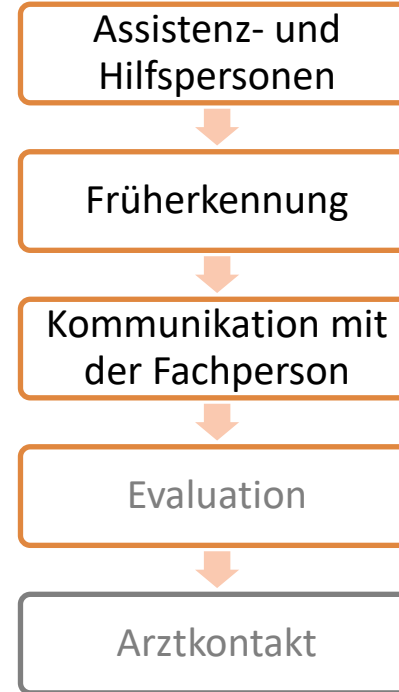 Assistenz- und
Hilfspersonen
Früherkennung
Kommunikation mit
der Fachperson
Evaluation
Arztkontakt